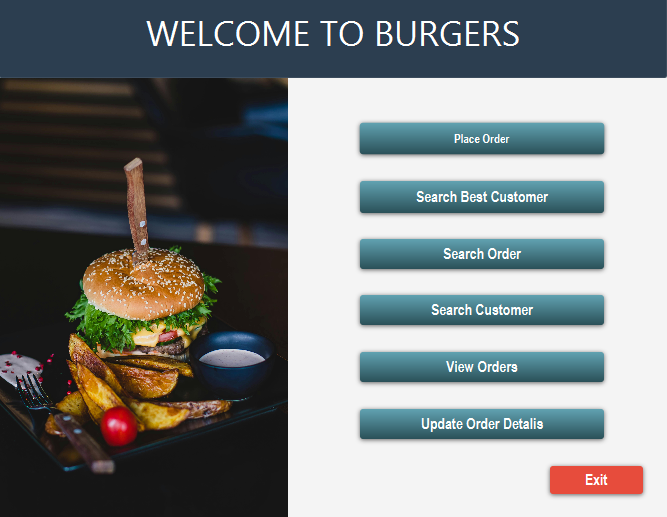 WELCOME TO BURGERS
Place Order
Search Best Customer
Search Order
Search Customer
View Orders
Update Order Detalis
Exit